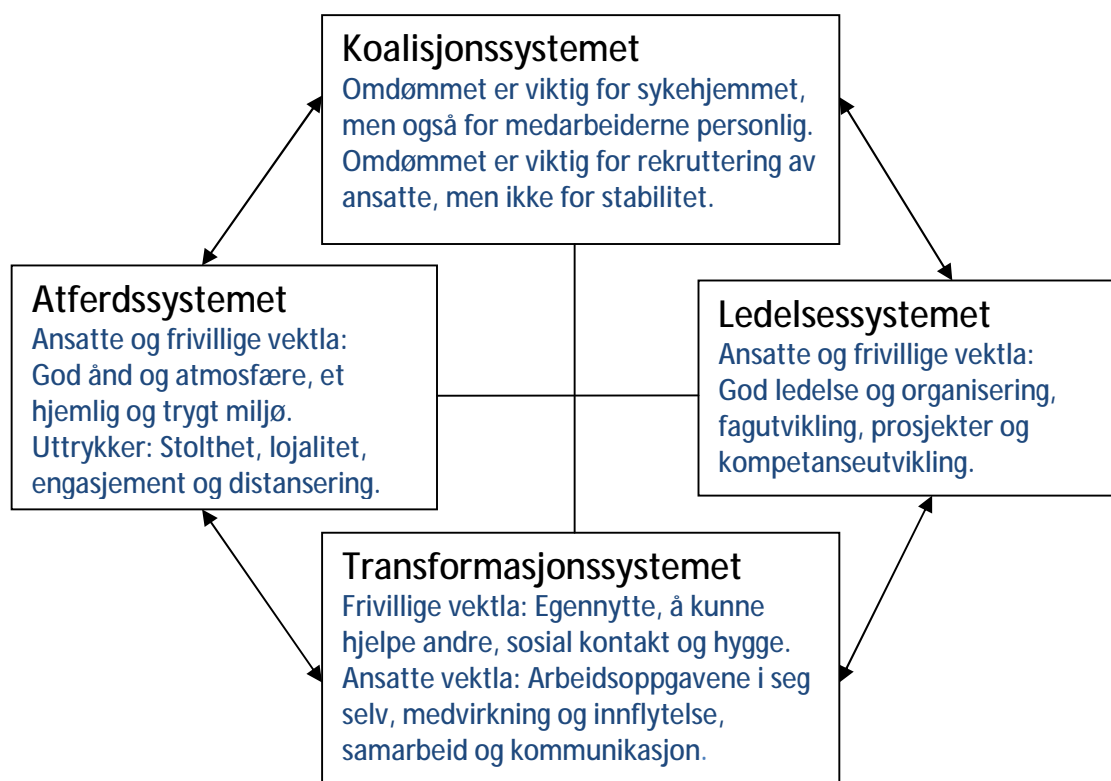 Koalisjonssystemet
Omdømmet er viktig for sykehjemmet,
men også for medarbeiderne personlig.
Omdømmet er viktig for rekruttering av
ansatte, men ikke for stabilitet.
Atferdssystemet
Ansatte og frivillige vektla:
God ånd og atmosfære, et
hjemlig og trygt miljø.
Uttrykker: Stolthet, lojalitet,
engasjement og distansering.
Ledelsessystemet
Ansatte og frivillige vektla:
God ledelse og organisering,
fagutvikling, prosjekter og
kompetanseutvikling.
Transformasjonssystemet
Frivillige vektla: Egennytte, å kunne
hjelpe andre, sosial kontakt og hygge.
Ansatte vektla: Arbeidsoppgavene i seg
selv, medvirkning og innflytelse,
samarbeid og kommunikasjon.